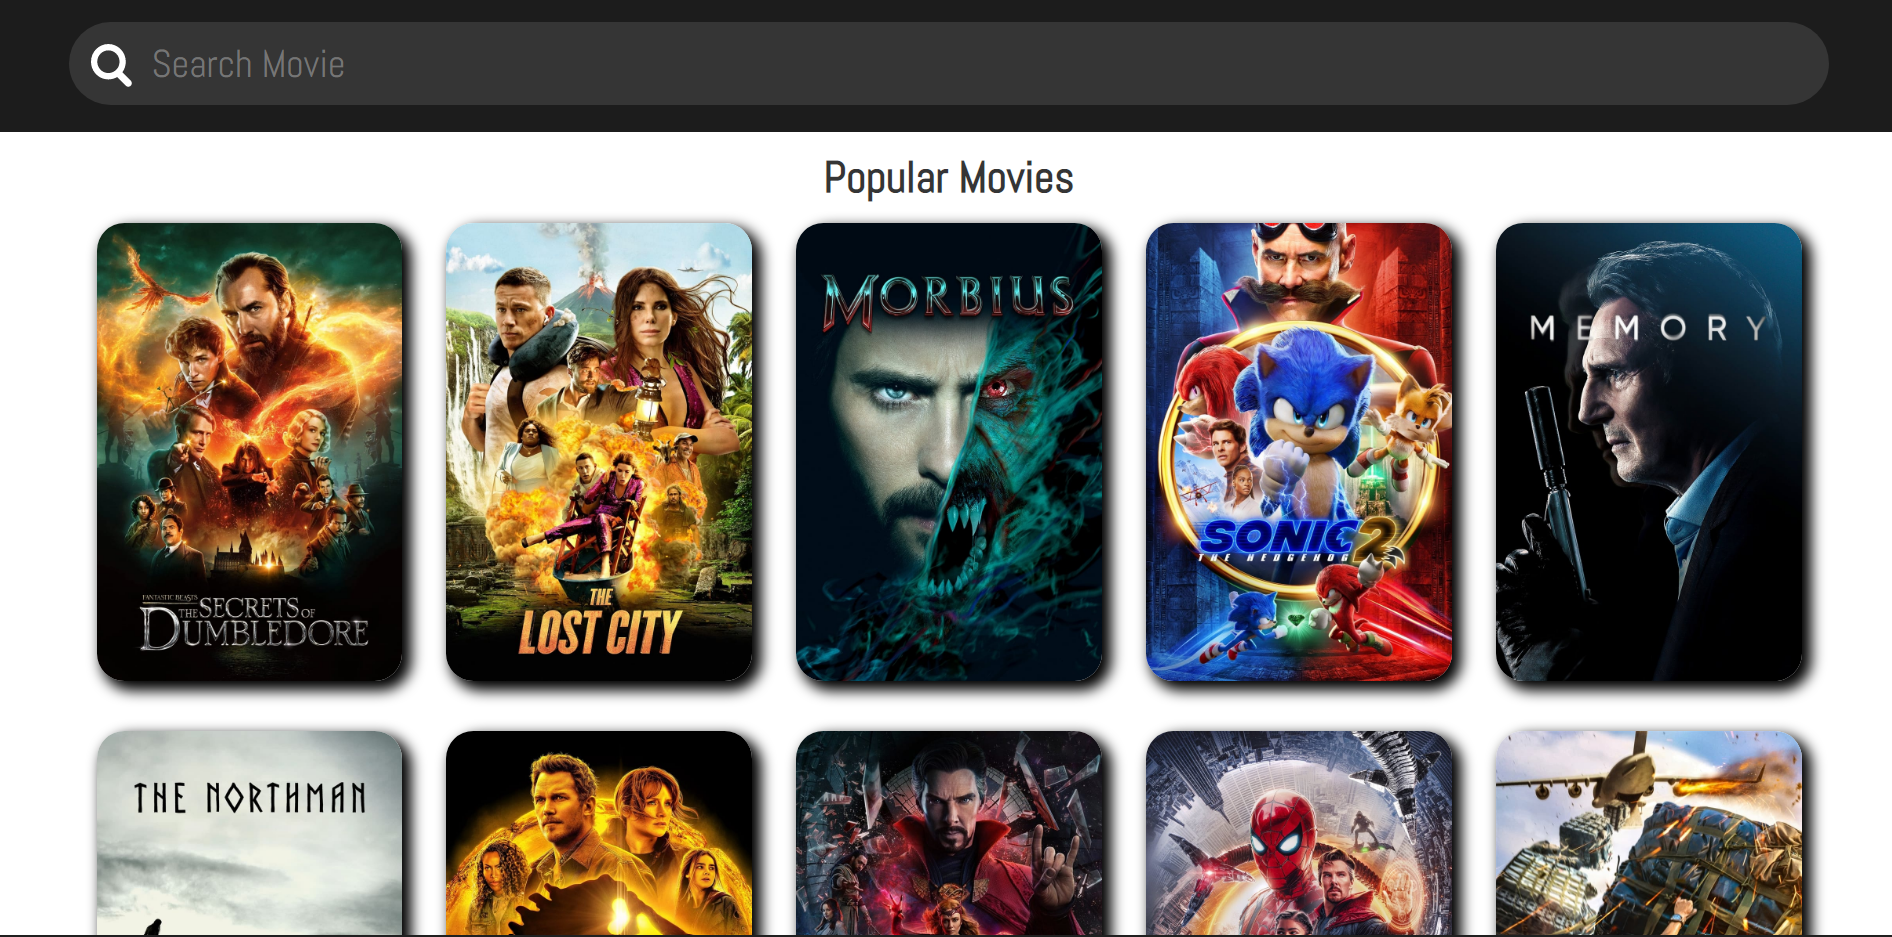 Search Movie
Popular Movies
FANTASTIC BEASTS
THE SECRETS OF
DUMBLEDORE
THE
LOST CITY
MORBIUS
SONIC 2
THE HEDGEHOG
MEMORY
THE NORTHMAN